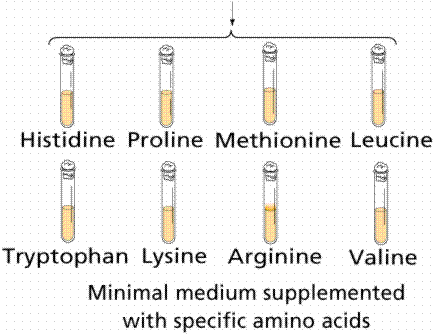 Histidine Proline Methionine Leucine
Tryptophan Lysine Arginine Valine
Minimal medium supplemented
with specific amino acids